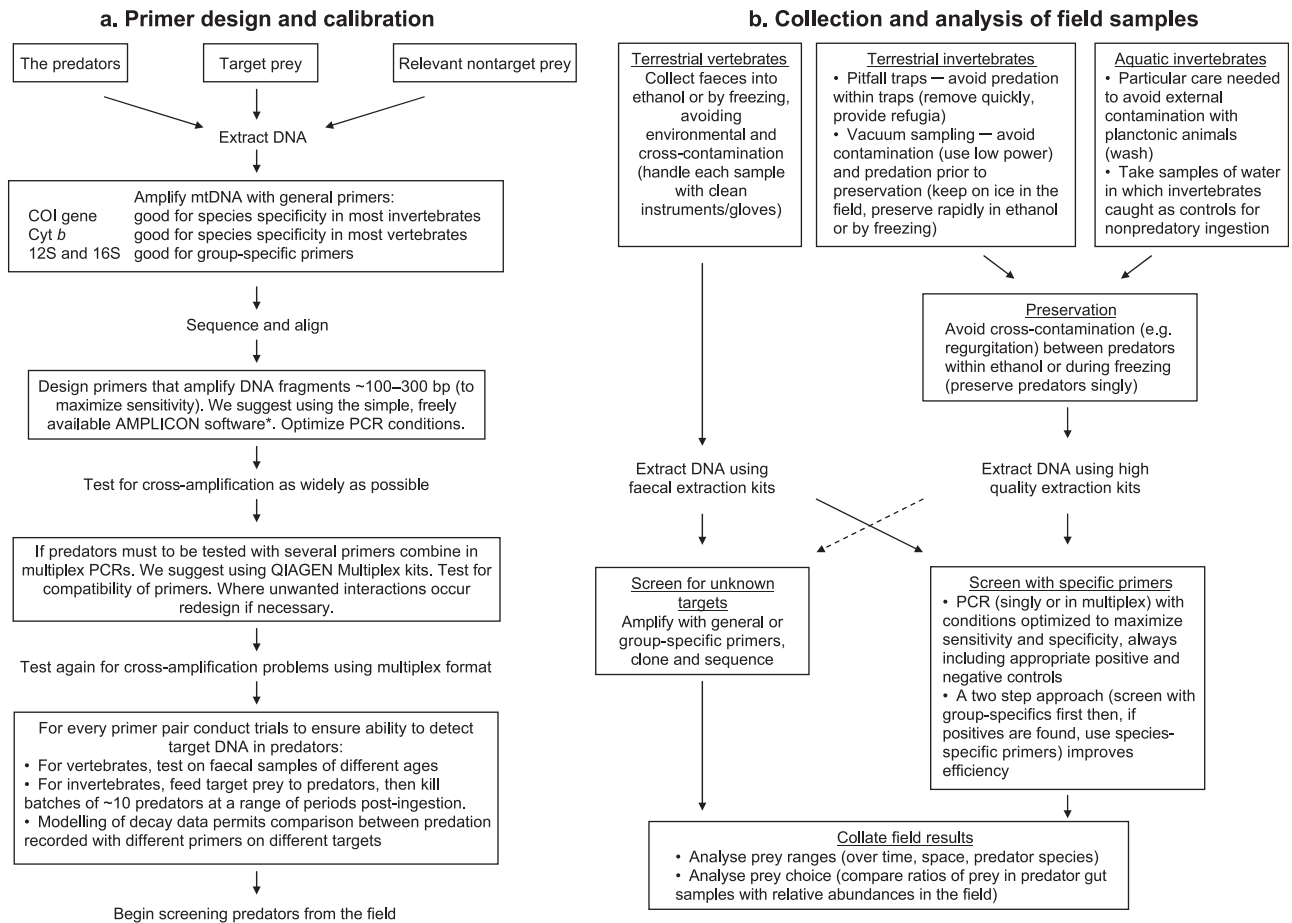 a. Primer design and calibration
The predators
Target prey
Relevant nontarget prey
Extract DNA
Amplify mtDNA with general primers:
COI gene good for species specificity in most invertebrates
Cyt b good for species specificity in most vertebrates
12S and 16S good for group-specific primers
Sequence and align
Design primers that amplify DNA fragments ~100–300 bp (to
maximize sensitivity). We suggest using the simple, freely
available AMPLICON software*. Optimize PCR conditions.
Test for cross-amplification as widely as possible
If predators must to be tested with several primers combine in
multiplex PCRs. We suggest using QIAGEN Multiplex kits. Test for
compatibility of primers. Where unwanted interactions occur
redesign if necessary.
Test again for cross-amplification problems using multiplex format
For every primer pair conduct trials to ensure ability to detect
target DNA in predators:
• For vertebrates, test on faecal samples of different ages
• For invertebrates, feed target prey to predators, then kill
batches of ~10 predators at a range of periods post-ingestion.
• Modelling of decay data permits comparison between predation
recorded with different primers on different targets
Begin screening predators from the field
b. Collection and analysis of field samples
Terrestrial vertebrates
Collect faeces into
ethanol or by freezing,
avoiding
environmental and
cross-contamination
(handle each sample
with clean
instruments/gloves)
Terrestrial invertebrates
• Pitfall traps — avoid predation
within traps (remove quickly,
provide refugia)
• Vacuum sampling — avoid
contamination (use low power)
and predation prior to
preservation (keep on ice in the
field, preserve rapidly in ethanol
or by freezing)
Aquatic invertebrates
• Particular care needed
to avoid external
contamination with
planctonic animals
(wash)
• Take samples of water
in which invertebrates
caught as controls for
nonpredatory ingestion
Preservation
Avoid cross-contamination (e.g.
regurgitation) between predators
within ethanol or during freezing
(preserve predators singly)
Extract DNA using
faecal extraction kits
Extract DNA using high
quality extraction kits
Screen for unknown
targets
Amplify with general or
group-specific primers,
clone and sequence
Screen with specific primers
• PCR (singly or in multiplex) with
conditions optimized to maximize
sensitivity and specificity, always
including appropriate positive and
negative controls
• A two step approach (screen with
group-specifics first then, if
positives are found, use species-
specific primers) improves
efficiency
Collate field results
• Analyse prey ranges (over time, space, predator species)
• Analyse prey choice (compare ratios of prey in predator gut
samples with relative abundances in the field)